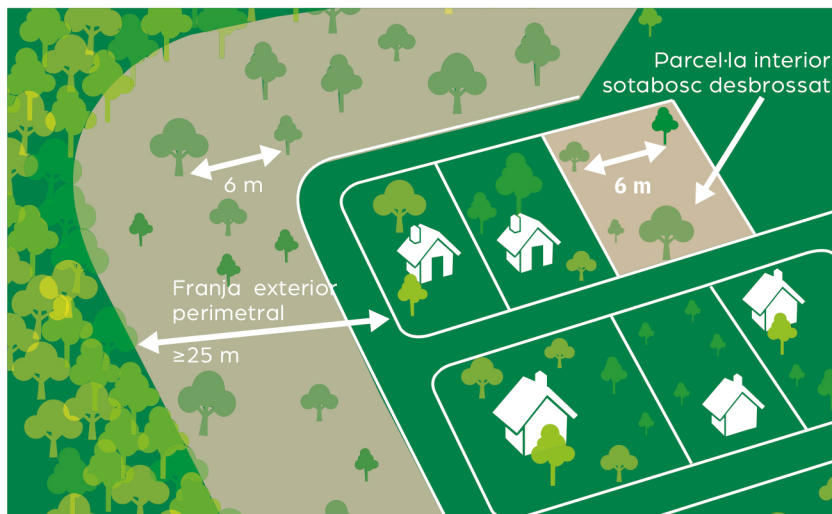 Parcel·la interior
sotabosc desbrossat
6 m
6 m
Franja exterior
perimetral
≥25 m